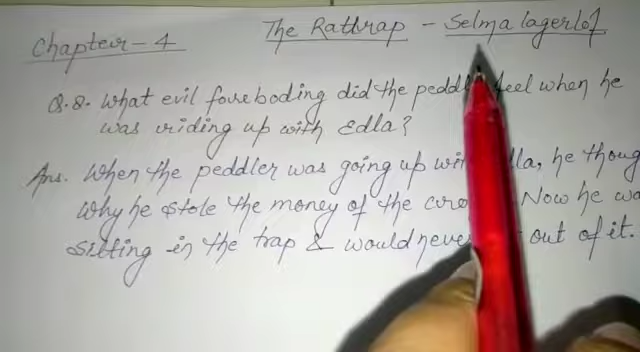 Chapter-4 The Rattrap - Selma lagerlof
Q.8. What evil foreboding did the peddl feel when he
was riding up with Edla?
Ans. When the peddler was going up wi lla, he thoug
why he stole the money of the cro Now he wa
sitting in the trap & would never out of it.